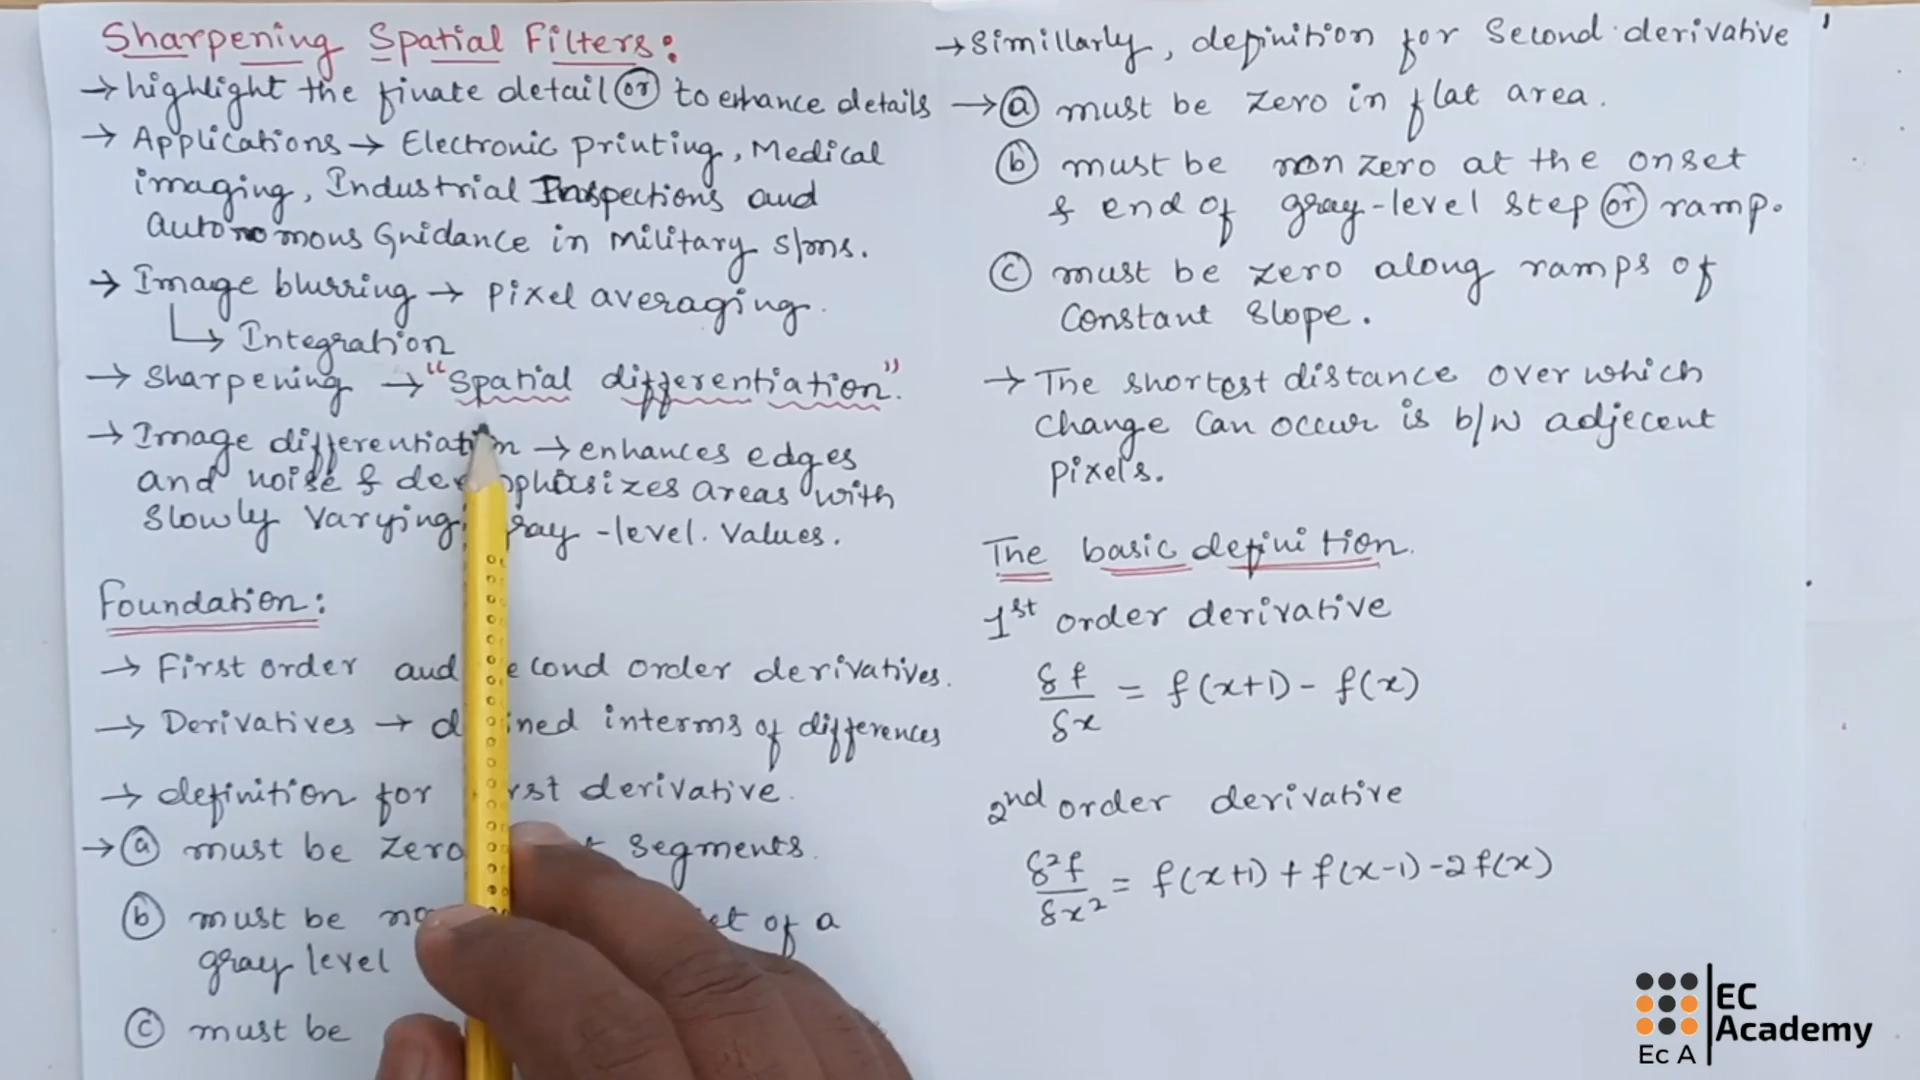 Sharpening Spatial Filters:
→ highlight the finate detail or to enhance details
→ Applications → Electronic printing, Medical
imaging, Industrial Inspections and
Autonomous Guidance in military s/ms.
→ Image blurring → pixel averaging.
↳ Integration
→ Sharpening → "Spatial differentiation".
→ Image differentiation → enhances edges
and noise & deemphasizes areas with
slowly varying gray-level. values.
Foundation:
→ First order and second order derivatives.
→ Derivatives → defined interms of differences
→ definition for first derivative.
→ (a) must be zero segments.
(b) must be of a
gray level
(c) must be
→ Simillarly, definition for Second derivative
→ (a) must be zero in flat area.
(b) must be non zero at the onset
& end of gray-level step or ramp.
(c) must be zero along ramps of
Constant slope.
→ The shortest distance over which
change can occur is b/w adjecent
pixels.
The basic definition.
1st order derivative
δf/δx = f(x+1) - f(x)
2nd order derivative
δ²f/δx² = f(x+1) + f(x-1) - 2f(x)
EC
Academy
Ec A